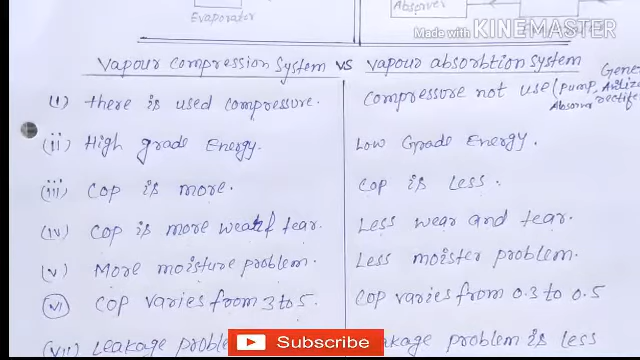 Evaporator
Absorber
Made with KINEMASTER
Vapour compression System vs vapour absorbtion system
(i) there is used compressure. Compressure not use (pump,
Absorver
(ii) High grade Energy. Low Grade Energy.
(iii) Cop is more. Cop is Less.
(iv) Cop is more wear & tear. Less wear and tear.
(v) More moisture problem. Less moister problem.
(vi) Cop varies from 3 to 5. Cop varies from 0.3 to 0.5
(vii) Leakage proble akage problem is Less
Subscribe